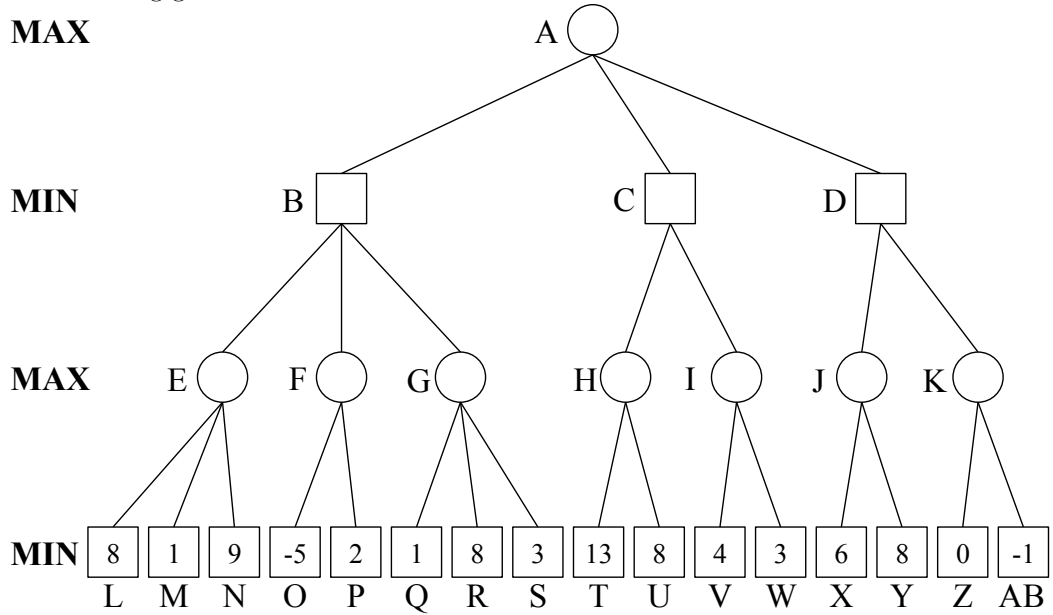 MAX A
MIN B C D
MAX E F G H I J K
MIN 8 1 9 -5 2 1 8 3 13 8 4 3 6 8 0 -1
L M N O P Q R S T U V W X Y Z AB